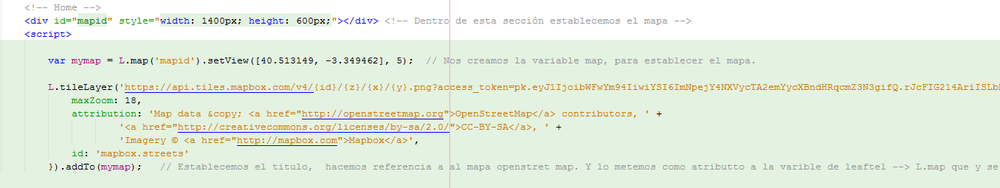 <!-- Home -->
<div id="mapid" style="width: 1400px; height: 600px;"></div> <!-- Dentro de esta sección establecemos el mapa -->
<script>
var mymap = L.map('mapid').setView([40.513149, -3.349462], 5);  // Nos creamos la variable map, para establecer el mapa.
L.tileLayer('https://api.tiles.mapbox.com/v4/{id}/{z}/{x}/{y}.png?access_token=pk.eyJ1IjoibWFwYm94IiwiYSI6ImNpejY4NXVycTA2emYycXBndHRqcmZ3N3gifQ.rJcFIG214AriISLb
maxZoom: 18,
attribution: 'Map data &copy; <a href="http://openstreetmap.org">OpenStreetMap</a> contributors, ' +
'<a href="http://creativecommons.org/licenses/by-sa/2.0/">CC-BY-SA</a>, ' +
'Imagery © <a href="http://mapbox.com">Mapbox</a>',
id: 'mapbox.streets'
}).addTo(mymap);   // Establecemos el titulo,  hacemos referencia a al mapa openstret map. Y lo metemos como atributto a la varible de leaftel --> L.map que y se